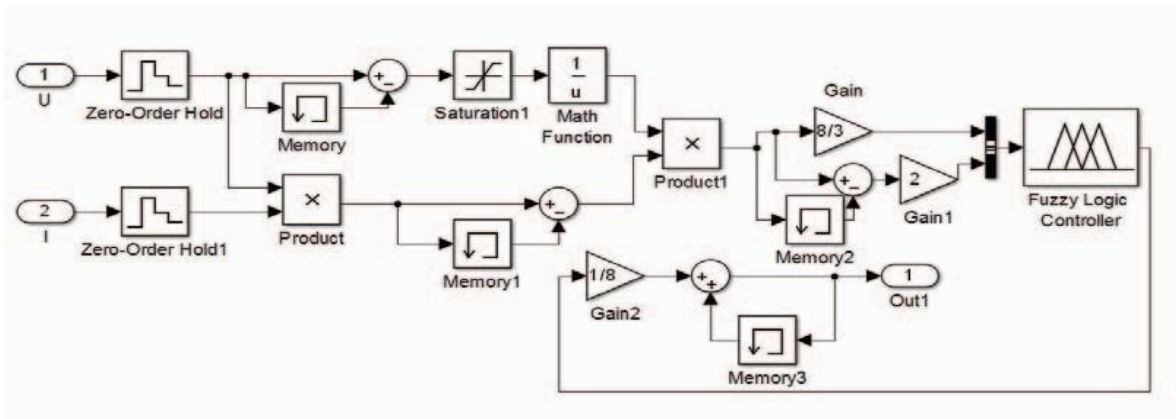 1
U
Zero-Order Hold
Memory
+
-
Saturation1
1
u
Math
Function
2
I
Zero-Order Hold1
×
Product
Memory1
+
-
×
Product1
Gain
8/3
+
-
2
Gain1
Memory2
Fuzzy Logic
Controller
1/8
Gain2
+
+
Memory3
1
Out1